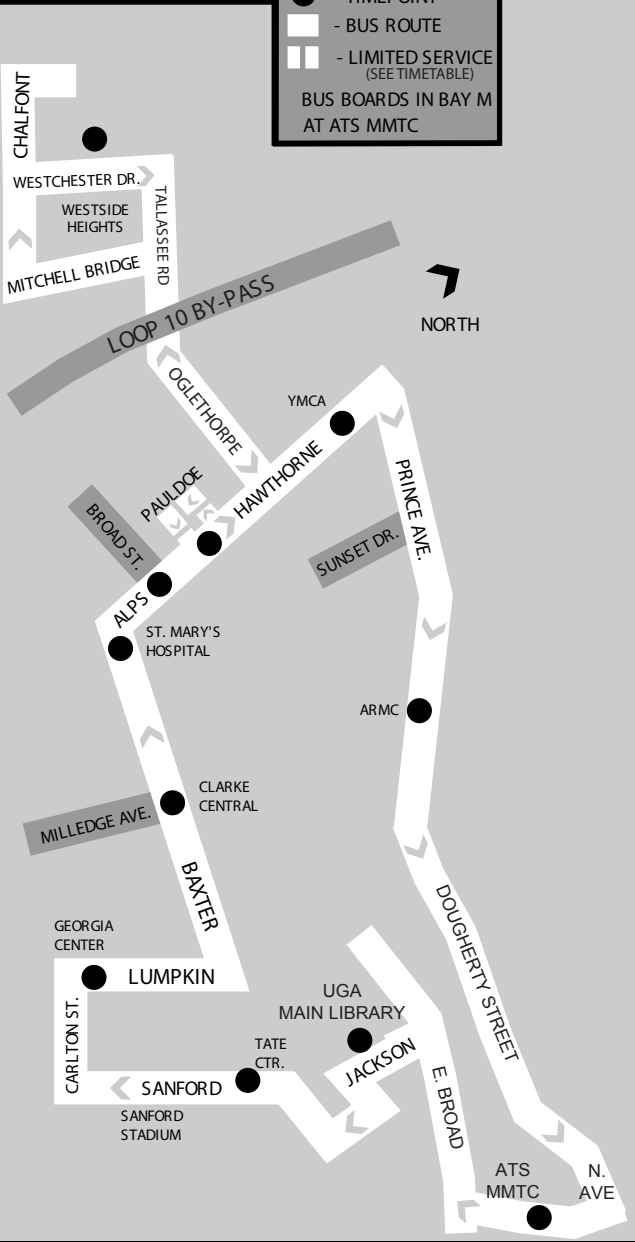 - BUS ROUTE
- LIMITED SERVICE
(SEE TIMETABLE)
BUS BOARDS IN BAY M
AT ATS MMTC
CHALFONT
WESTCHESTER DR.
WESTSIDE
HEIGHTS
TALLASSEE RD
MITCHELL BRIDGE
LOOP 10 BY-PASS
NORTH
OGLETHORPE
YMCA
HAWTHORNE
PRINCE AVE.
PAULDOE
BROAD ST.
SUNSET DR.
ALPS
ST. MARY'S
HOSPITAL
ARMC
CLARKE
CENTRAL
MILLEDGE AVE.
BAXTER
DOUGHERTY STREET
GEORGIA
CENTER
LUMPKIN
UGA
MAIN LIBRARY
CARLTON ST.
TATE
CTR.
JACKSON
SANFORD
E. BROAD
SANFORD
STADIUM
ATS
MMTC
N.
AVE